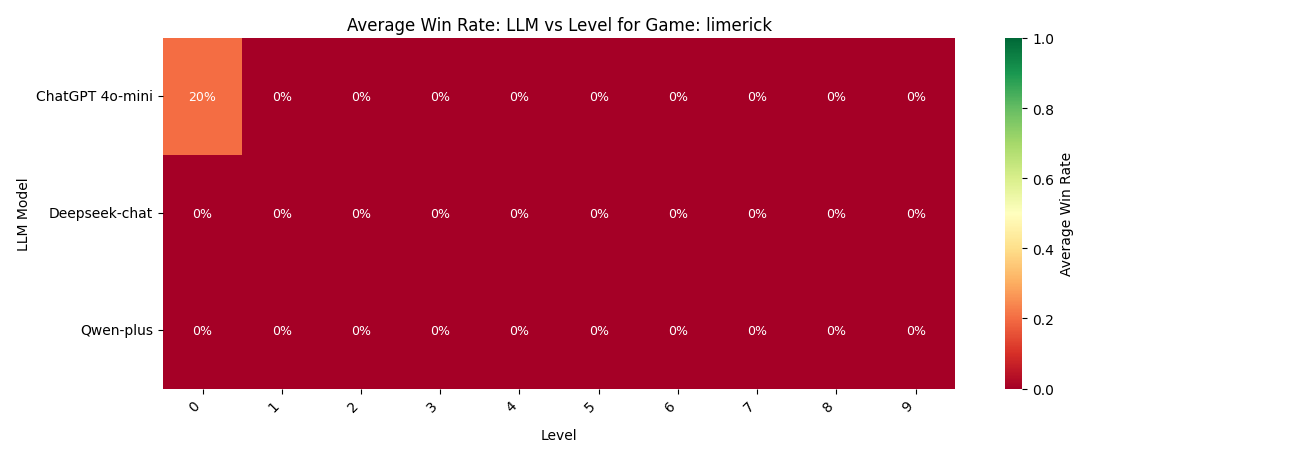 Average Win Rate: LLM vs Level for Game: limerick
LLM Model
ChatGPT 4o-mini
20% 0% 0% 0% 0% 0% 0% 0% 0% 0%
Deepseek-chat
0% 0% 0% 0% 0% 0% 0% 0% 0% 0%
Qwen-plus
0% 0% 0% 0% 0% 0% 0% 0% 0% 0%
0 1 2 3 4 5 6 7 8 9
Level
1.0
0.8
0.6
0.4
0.2
0.0
Average Win Rate